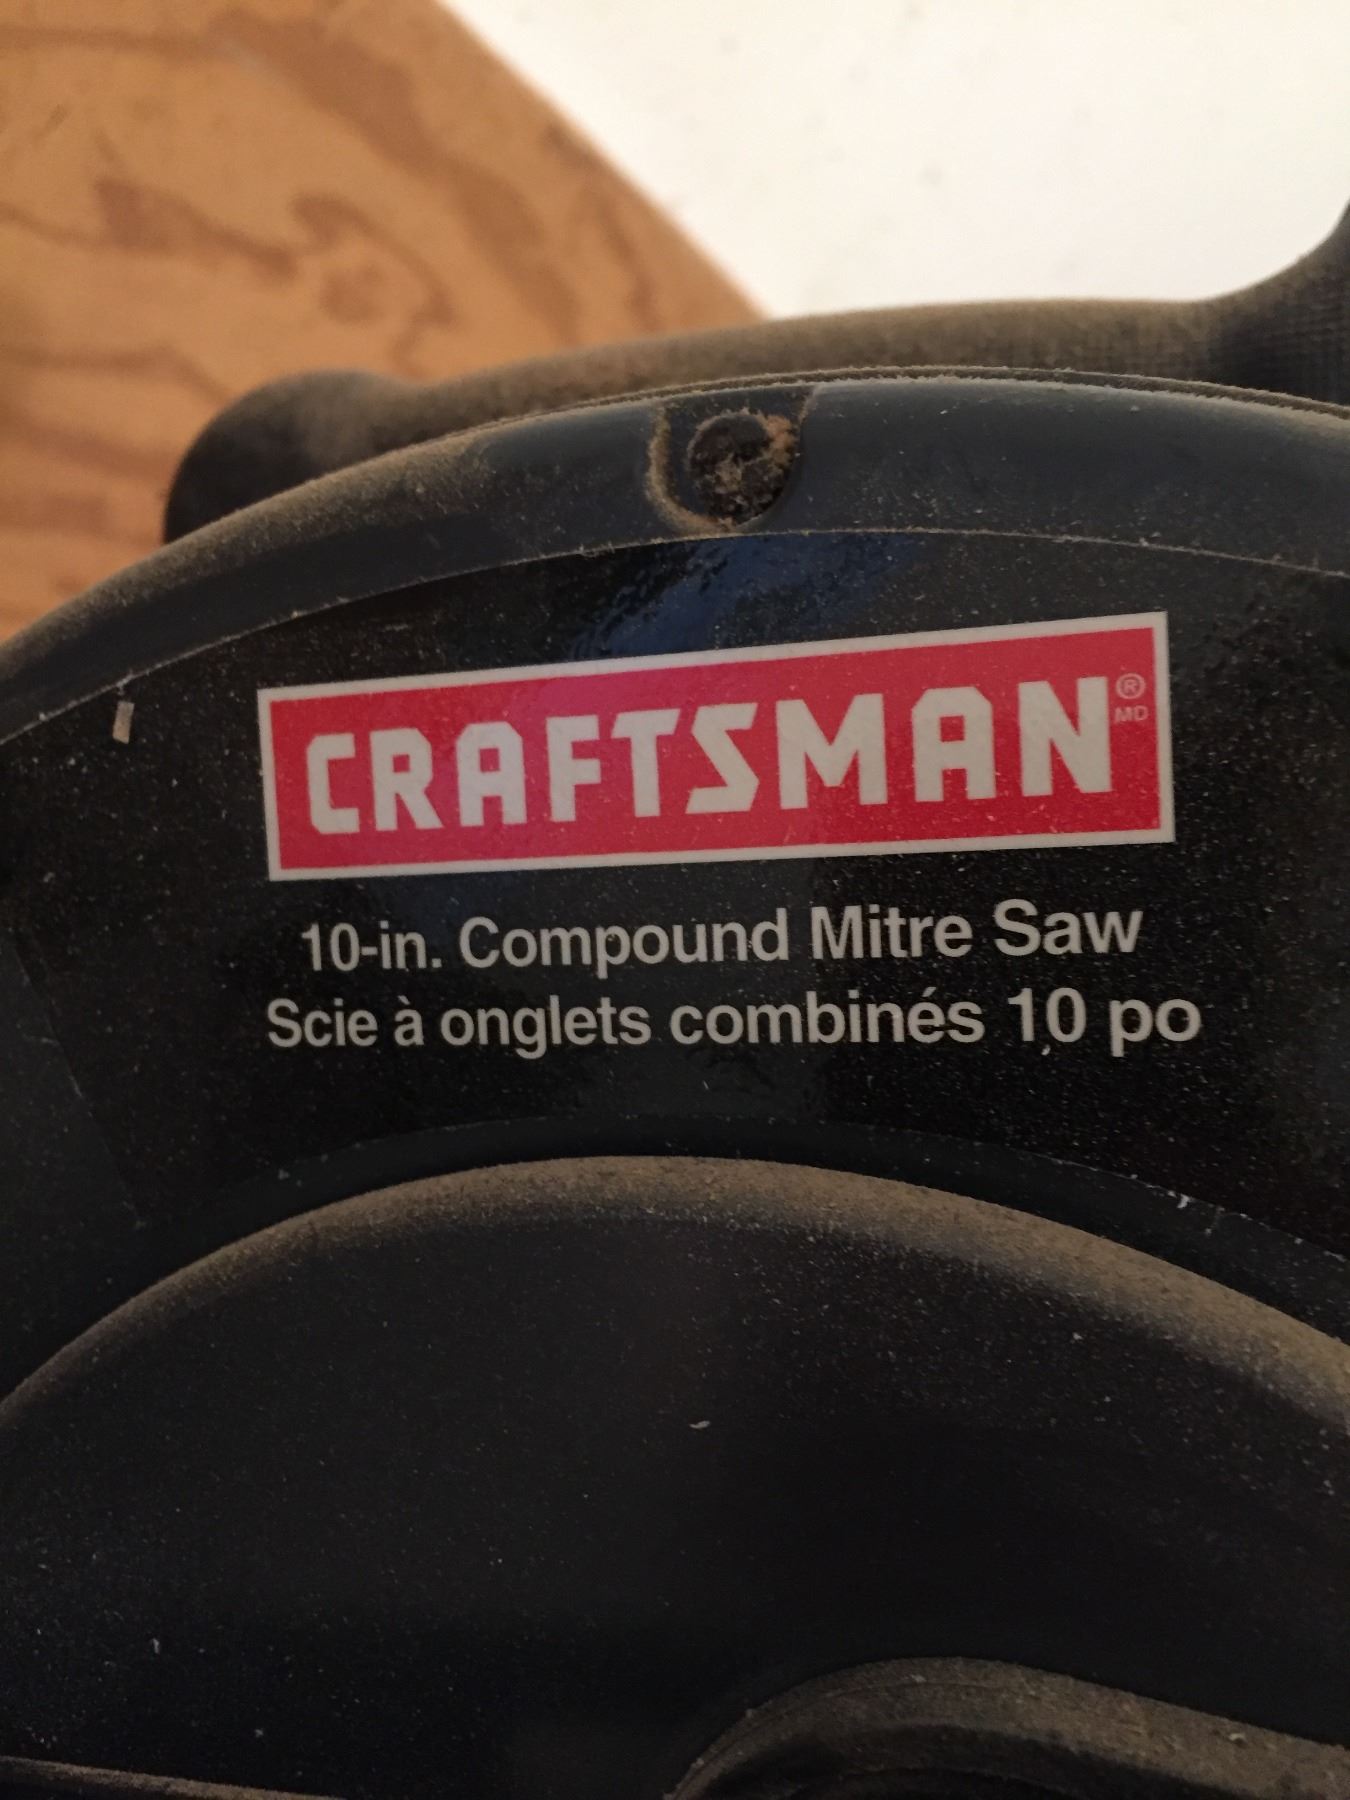 CRAFTSMAN®
MD
10-in. Compound Mitre Saw
Scie à onglets combinés 10 po